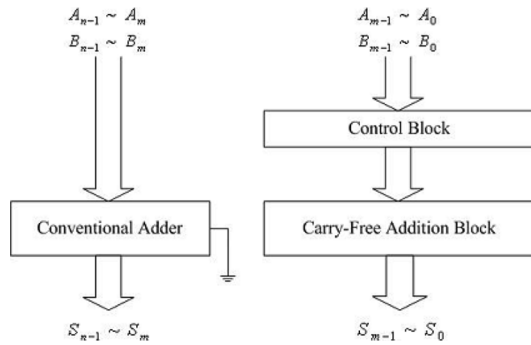 A_{n-1} ~ A_m
B_{n-1} ~ B_m
A_{m-1} ~ A_0
B_{m-1} ~ B_0
Control Block
Conventional Adder
Carry-Free Addition Block
S_{n-1} ~ S_m
S_{m-1} ~ S_0